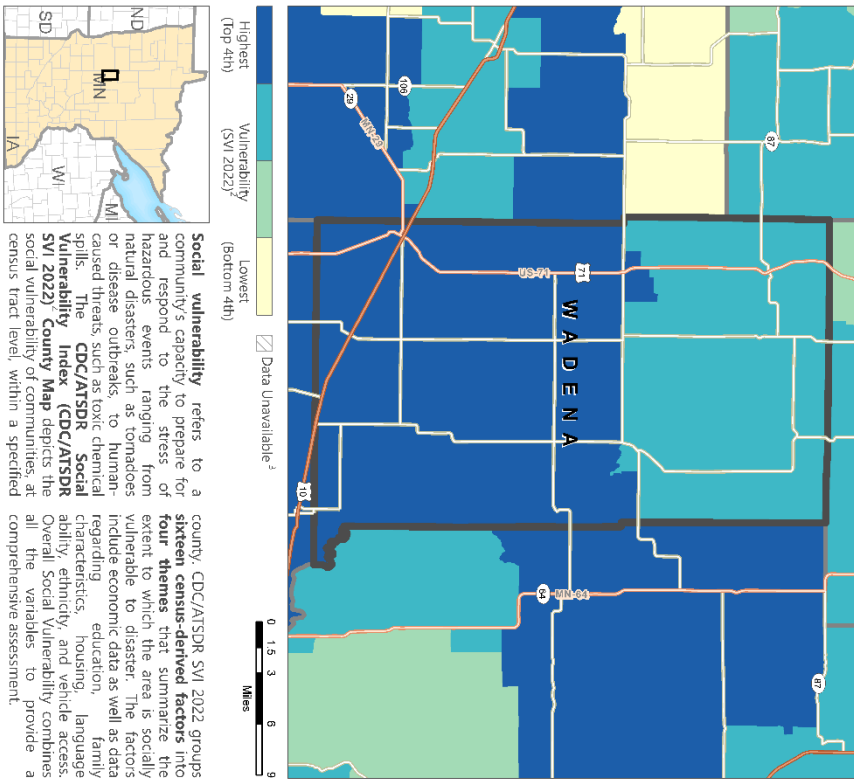 87
87
71
WADENA
US-71
64
MN-64
106
MN-29
29
10
Highest
(Top 4th)
Vulnerability
(SVI 2022)²
Lowest
(Bottom 4th)
Data Unavailable ³
0 1.5 3 6 9
Miles
ND
SD
MN
WI
MI
IA
Social vulnerability refers to a
community's capacity to prepare for
and respond to the stress of
hazardous events ranging from
natural disasters, such as tornadoes
or disease outbreaks, to human-
caused threats, such as toxic chemical
spills. The CDC/ATSDR Social
Vulnerability Index (CDC/ATSDR
SVI 2022)² County Map depicts the
social vulnerability of communities, at
census tract level, within a specified
county. CDC/ATSDR SVI 2022 groups
sixteen census-derived factors into
four themes that summarize the
extent to which the area is socially
vulnerable to disaster. The factors
include economic data as well as data
regarding education, family
characteristics, housing, language
ability, ethnicity, and vehicle access.
Overall Social Vulnerability combines
all the variables to provide a
comprehensive assessment.